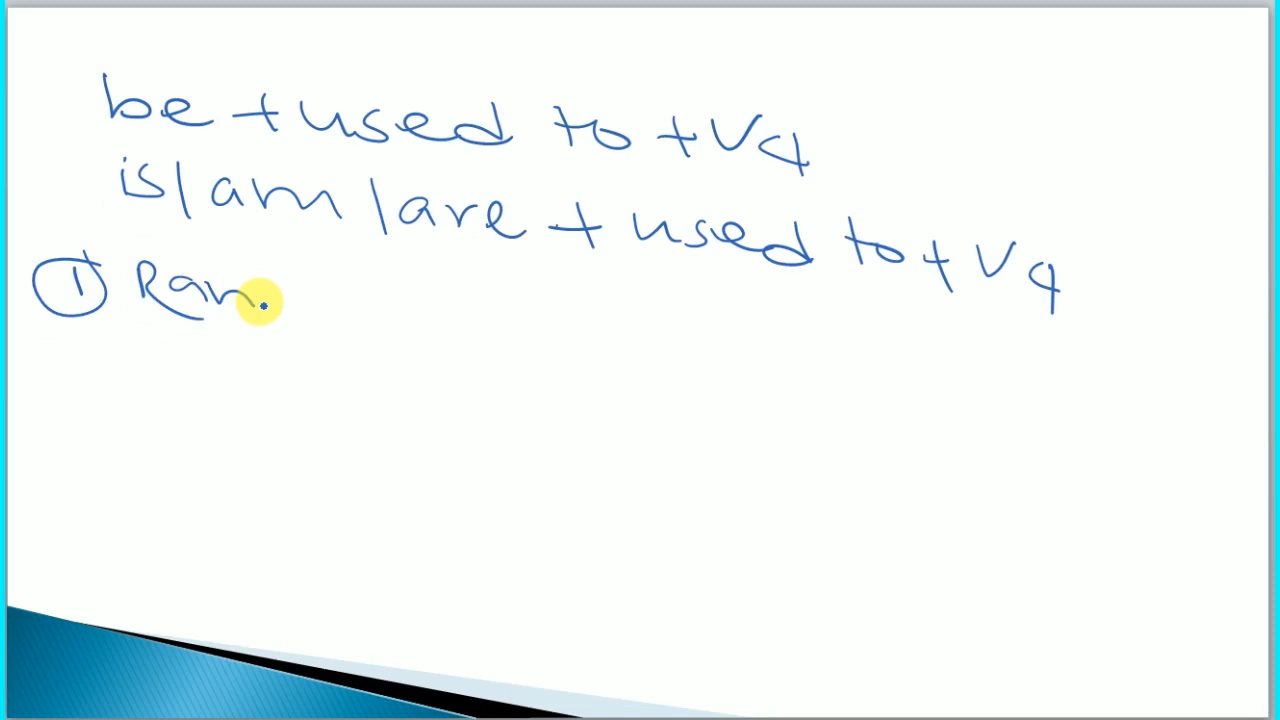 be + used to + V4
is / am / are + used to + V4
① Ram